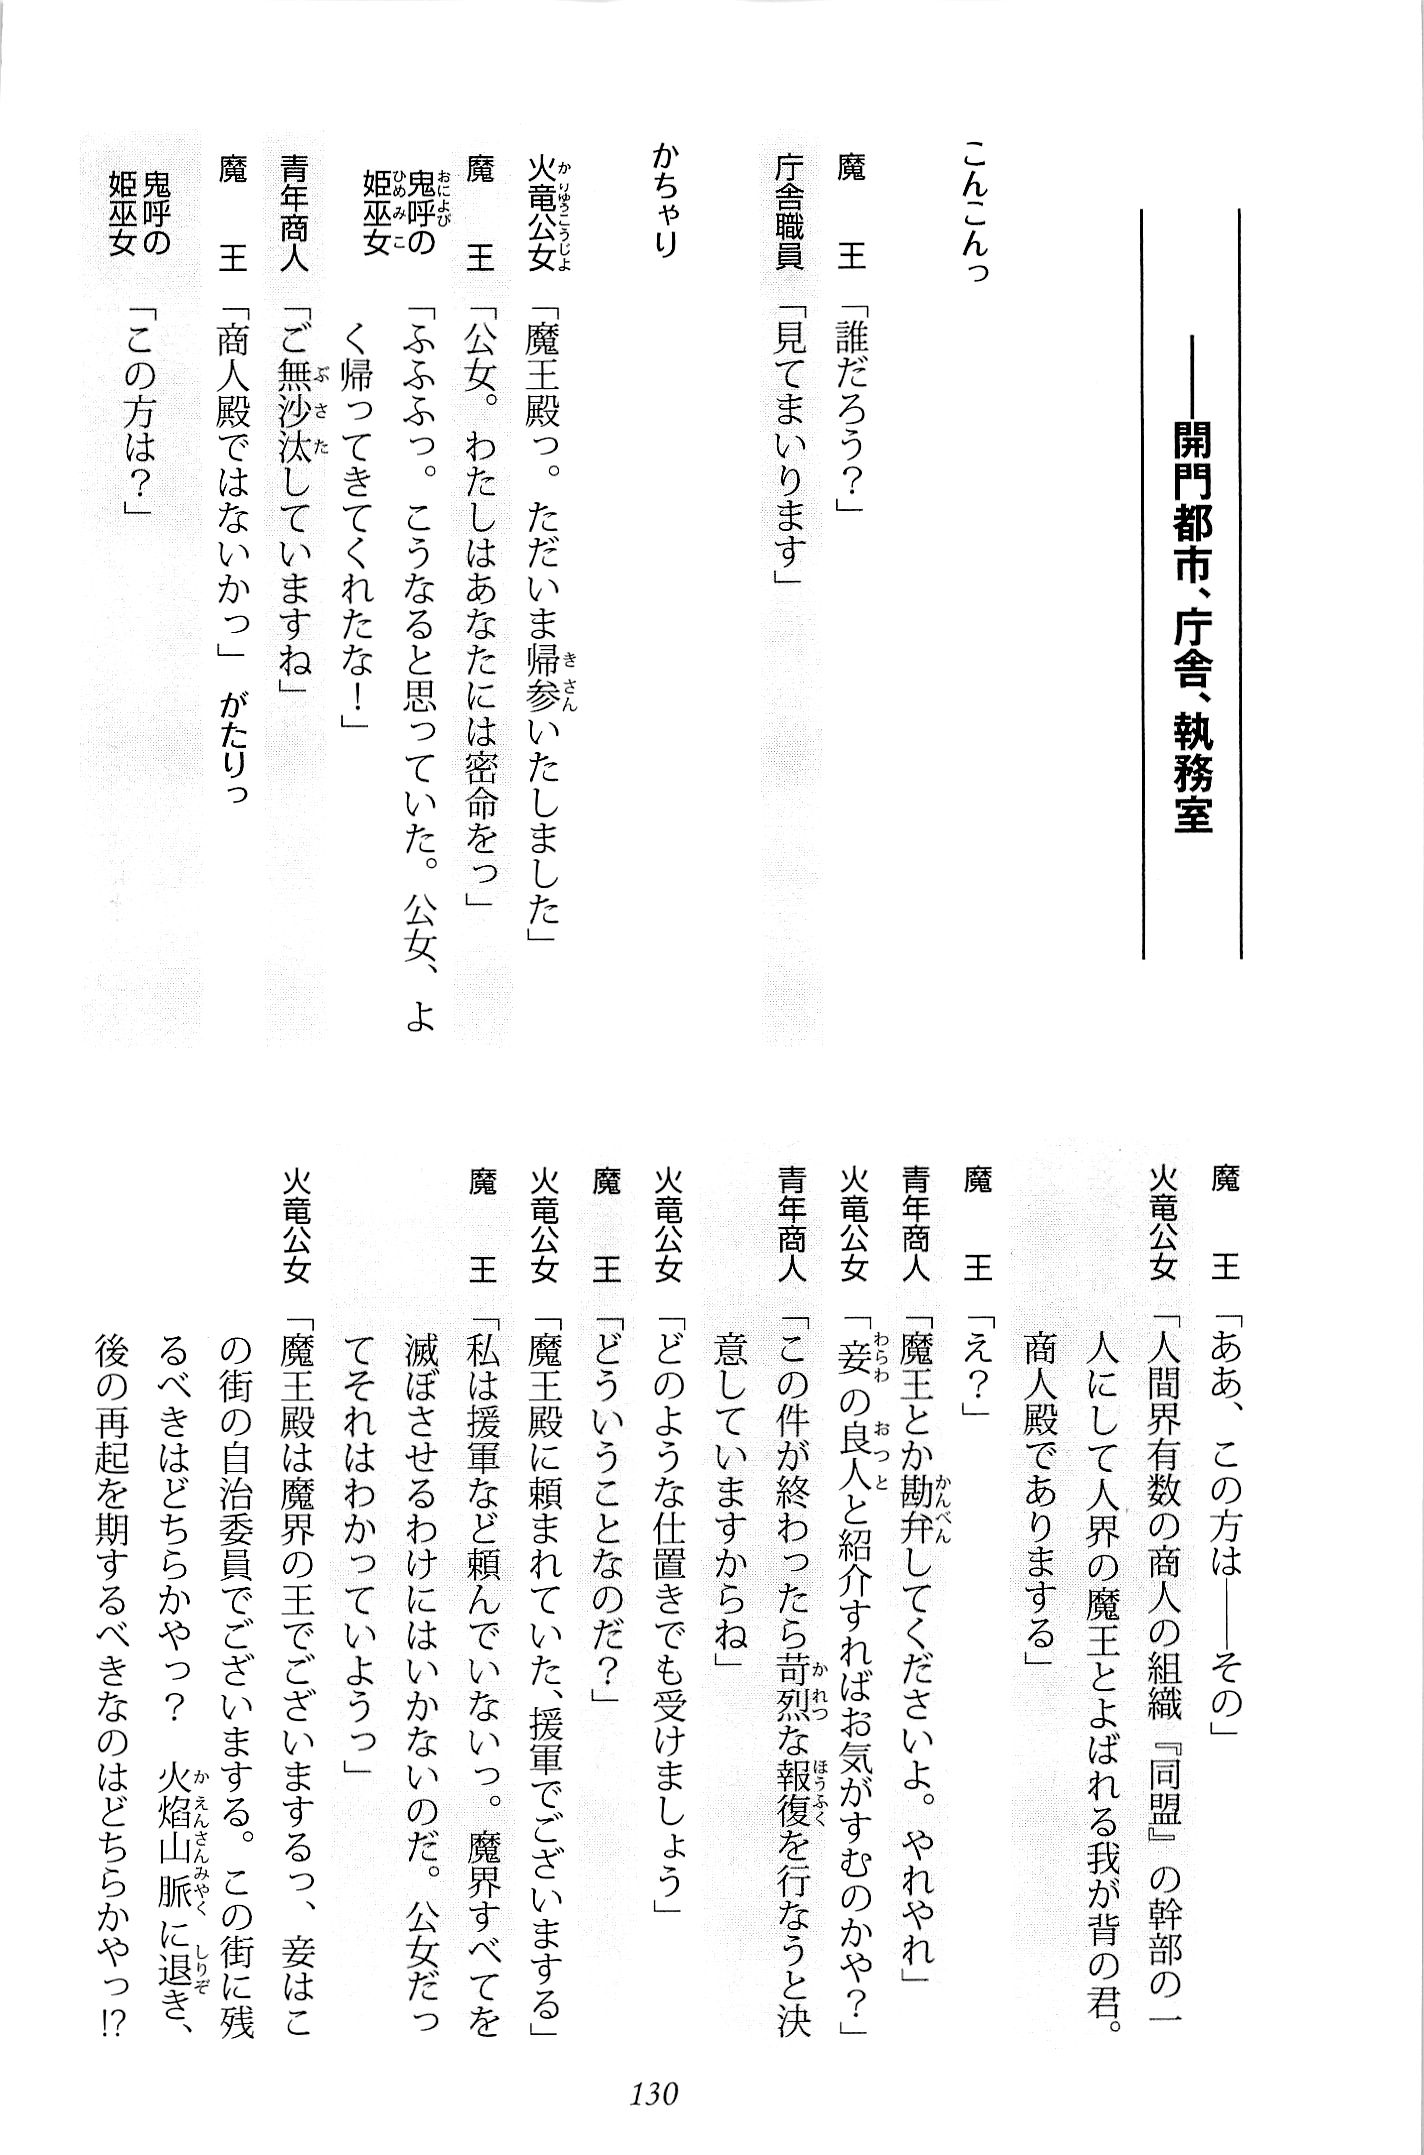 ――開門都市、庁舎、執務室
こんこんっ
魔　王「誰だろう？」
庁舎職員「見てまいります」
かちゃり
火竜公女「魔王殿っ。ただいま帰参いたしました」
魔　王「公女。わたしはあなたには密命をっ」
鬼呼の姫巫女「ふふふっ。こうなると思っていた。公女、よ
く帰ってきてくれたな！」
青年商人「ご無沙汰していますね」
魔　王「商人殿ではないかっ」がたりっ
鬼呼の姫巫女「この方は？」
魔　王「ああ、この方は――その」
火竜公女「人間界有数の商人の組織『同盟』の幹部の一
人にして人界の魔王とよばれる我が背の君。
商人殿でありまする」
魔　王「え？」
青年商人「魔王とか勘弁してくださいよ。やれやれ」
火竜公女「妾の良人と紹介すればお気がすむのかや？」
青年商人「この件が終わったら苛烈な報復を行なうと決
意していますからね」
火竜公女「どのような仕置きでも受けましょう」
魔　王「どういうことなのだ？」
火竜公女「魔王殿に頼まれていた、援軍でございまする」
魔　王「私は援軍など頼んでいないっ。魔界すべてを
滅ぼさせるわけにはいかないのだ。公女だっ
てそれはわかっていようっ」
火竜公女「魔王殿は魔界の王でございまするっ、妾はこ
の街の自治委員でございまする。この街に残
るべきはどちらかやっ？　火焰山脈に退き、
後の再起を期するべきなのはどちらかやっ!?
130